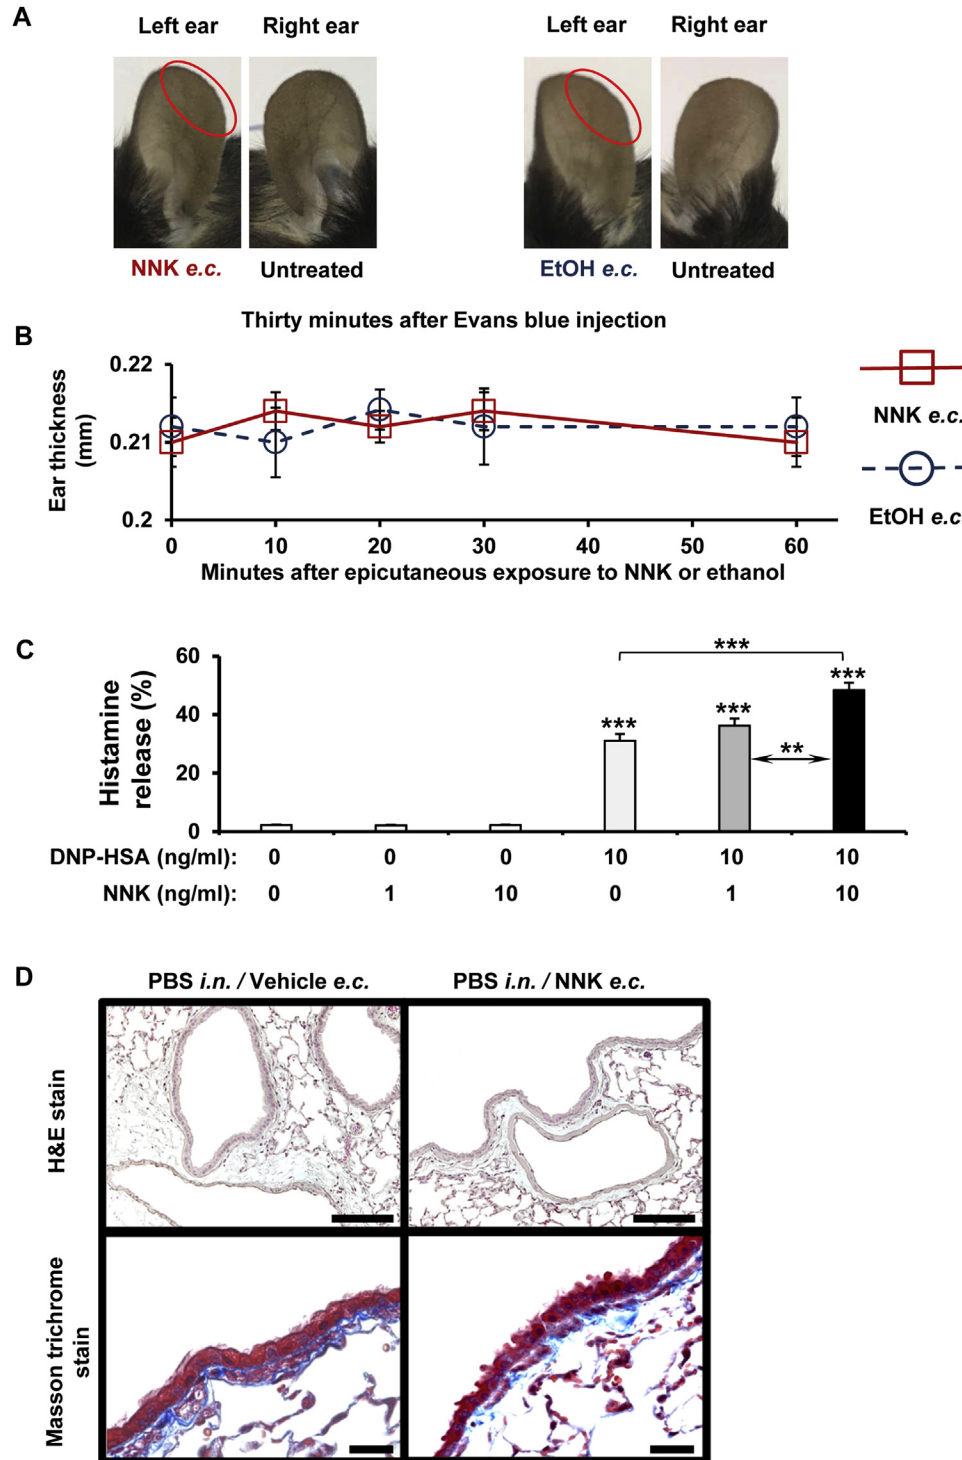 A
Left ear Right ear Left ear Right ear
NNK e.c. Untreated EtOH e.c. Untreated
Thirty minutes after Evans blue injection
B
0.22
0.21
0.2
Ear thickness
(mm)
0 10 20 30 40 50 60
Minutes after epicutaneous exposure to NNK or ethanol
NNK e.c.
EtOH e.c.
C
60
40
20
0
Histamine
release (%)
***
*** *** ***
**
DNP-HSA (ng/ml): 0 0 0 10 10 10
NNK (ng/ml): 0 1 10 0 1 10
D
PBS i.n. / Vehicle e.c. PBS i.n. / NNK e.c.
H&E stain
Masson trichrome
stain